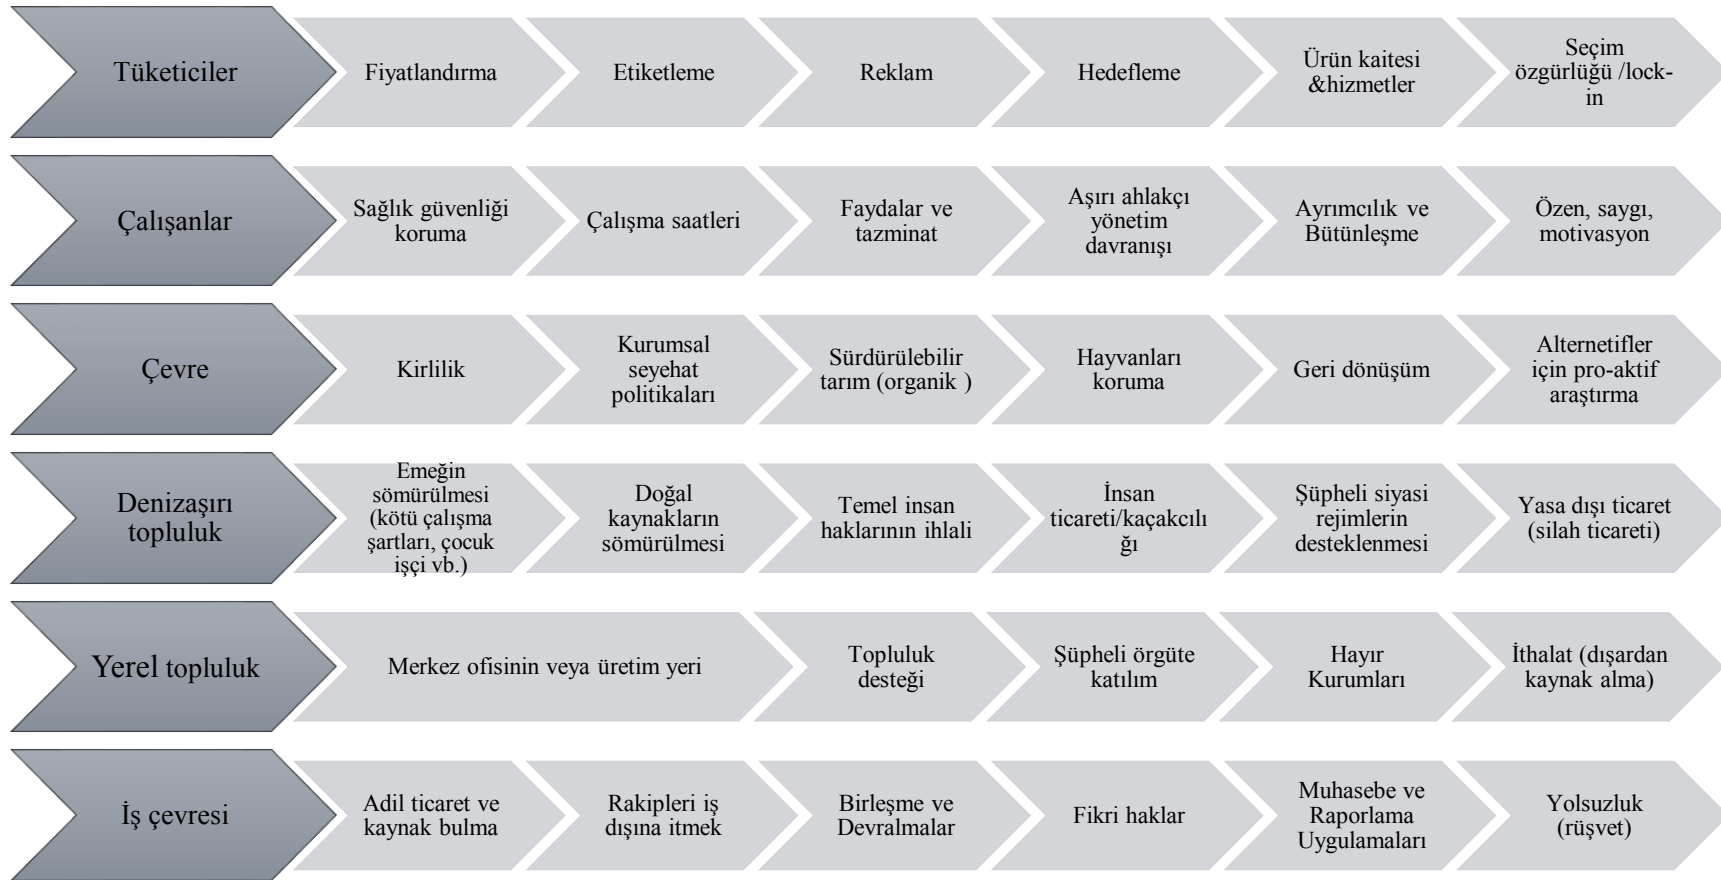 Tüketiciler
Fiyatlandırma
Etiketleme
Reklam
Hedefleme
Ürün kaitesi
&hizmetler
Seçim
özgürlüğü /lock-
in
Çalışanlar
Sağlık güvenliği
koruma
Çalışma saatleri
Faydalar ve
tazminat
Aşırı ahlakçı
yönetim
davranışı
Ayrımcılık ve
Bütünleşme
Özen, saygı,
motivasyon
Çevre
Kirlilik
Kurumsal
seyehat
politikaları
Sürdürülebilir
tarım (organik )
Hayvanları
koruma
Geri dönüşüm
Alternetifler
için pro-aktif
araştırma
Denizaşırı
topluluk
Emeğin
sömürülmesi
(kötü çalışma
şartları, çocuk
işçi vb.)
Doğal
kaynakların
sömürülmesi
Temel insan
haklarının ihlali
İnsan
ticareti/kaçakcılı
ğı
Şüpheli siyasi
rejimlerin
desteklenmesi
Yasa dışı ticaret
(silah ticareti)
Yerel topluluk
Merkez ofisinin veya üretim yeri
Topluluk
desteği
Şüpheli örgüte
katılım
Hayır
Kurumları
İthalat (dışardan
kaynak alma)
İş çevresi
Adil ticaret ve
kaynak bulma
Rakipleri iş
dışına itmek
Birleşme ve
Devralmalar
Fikri haklar
Muhasebe ve
Raporlama
Uygulamaları
Yolsuzluk
(rüşvet)